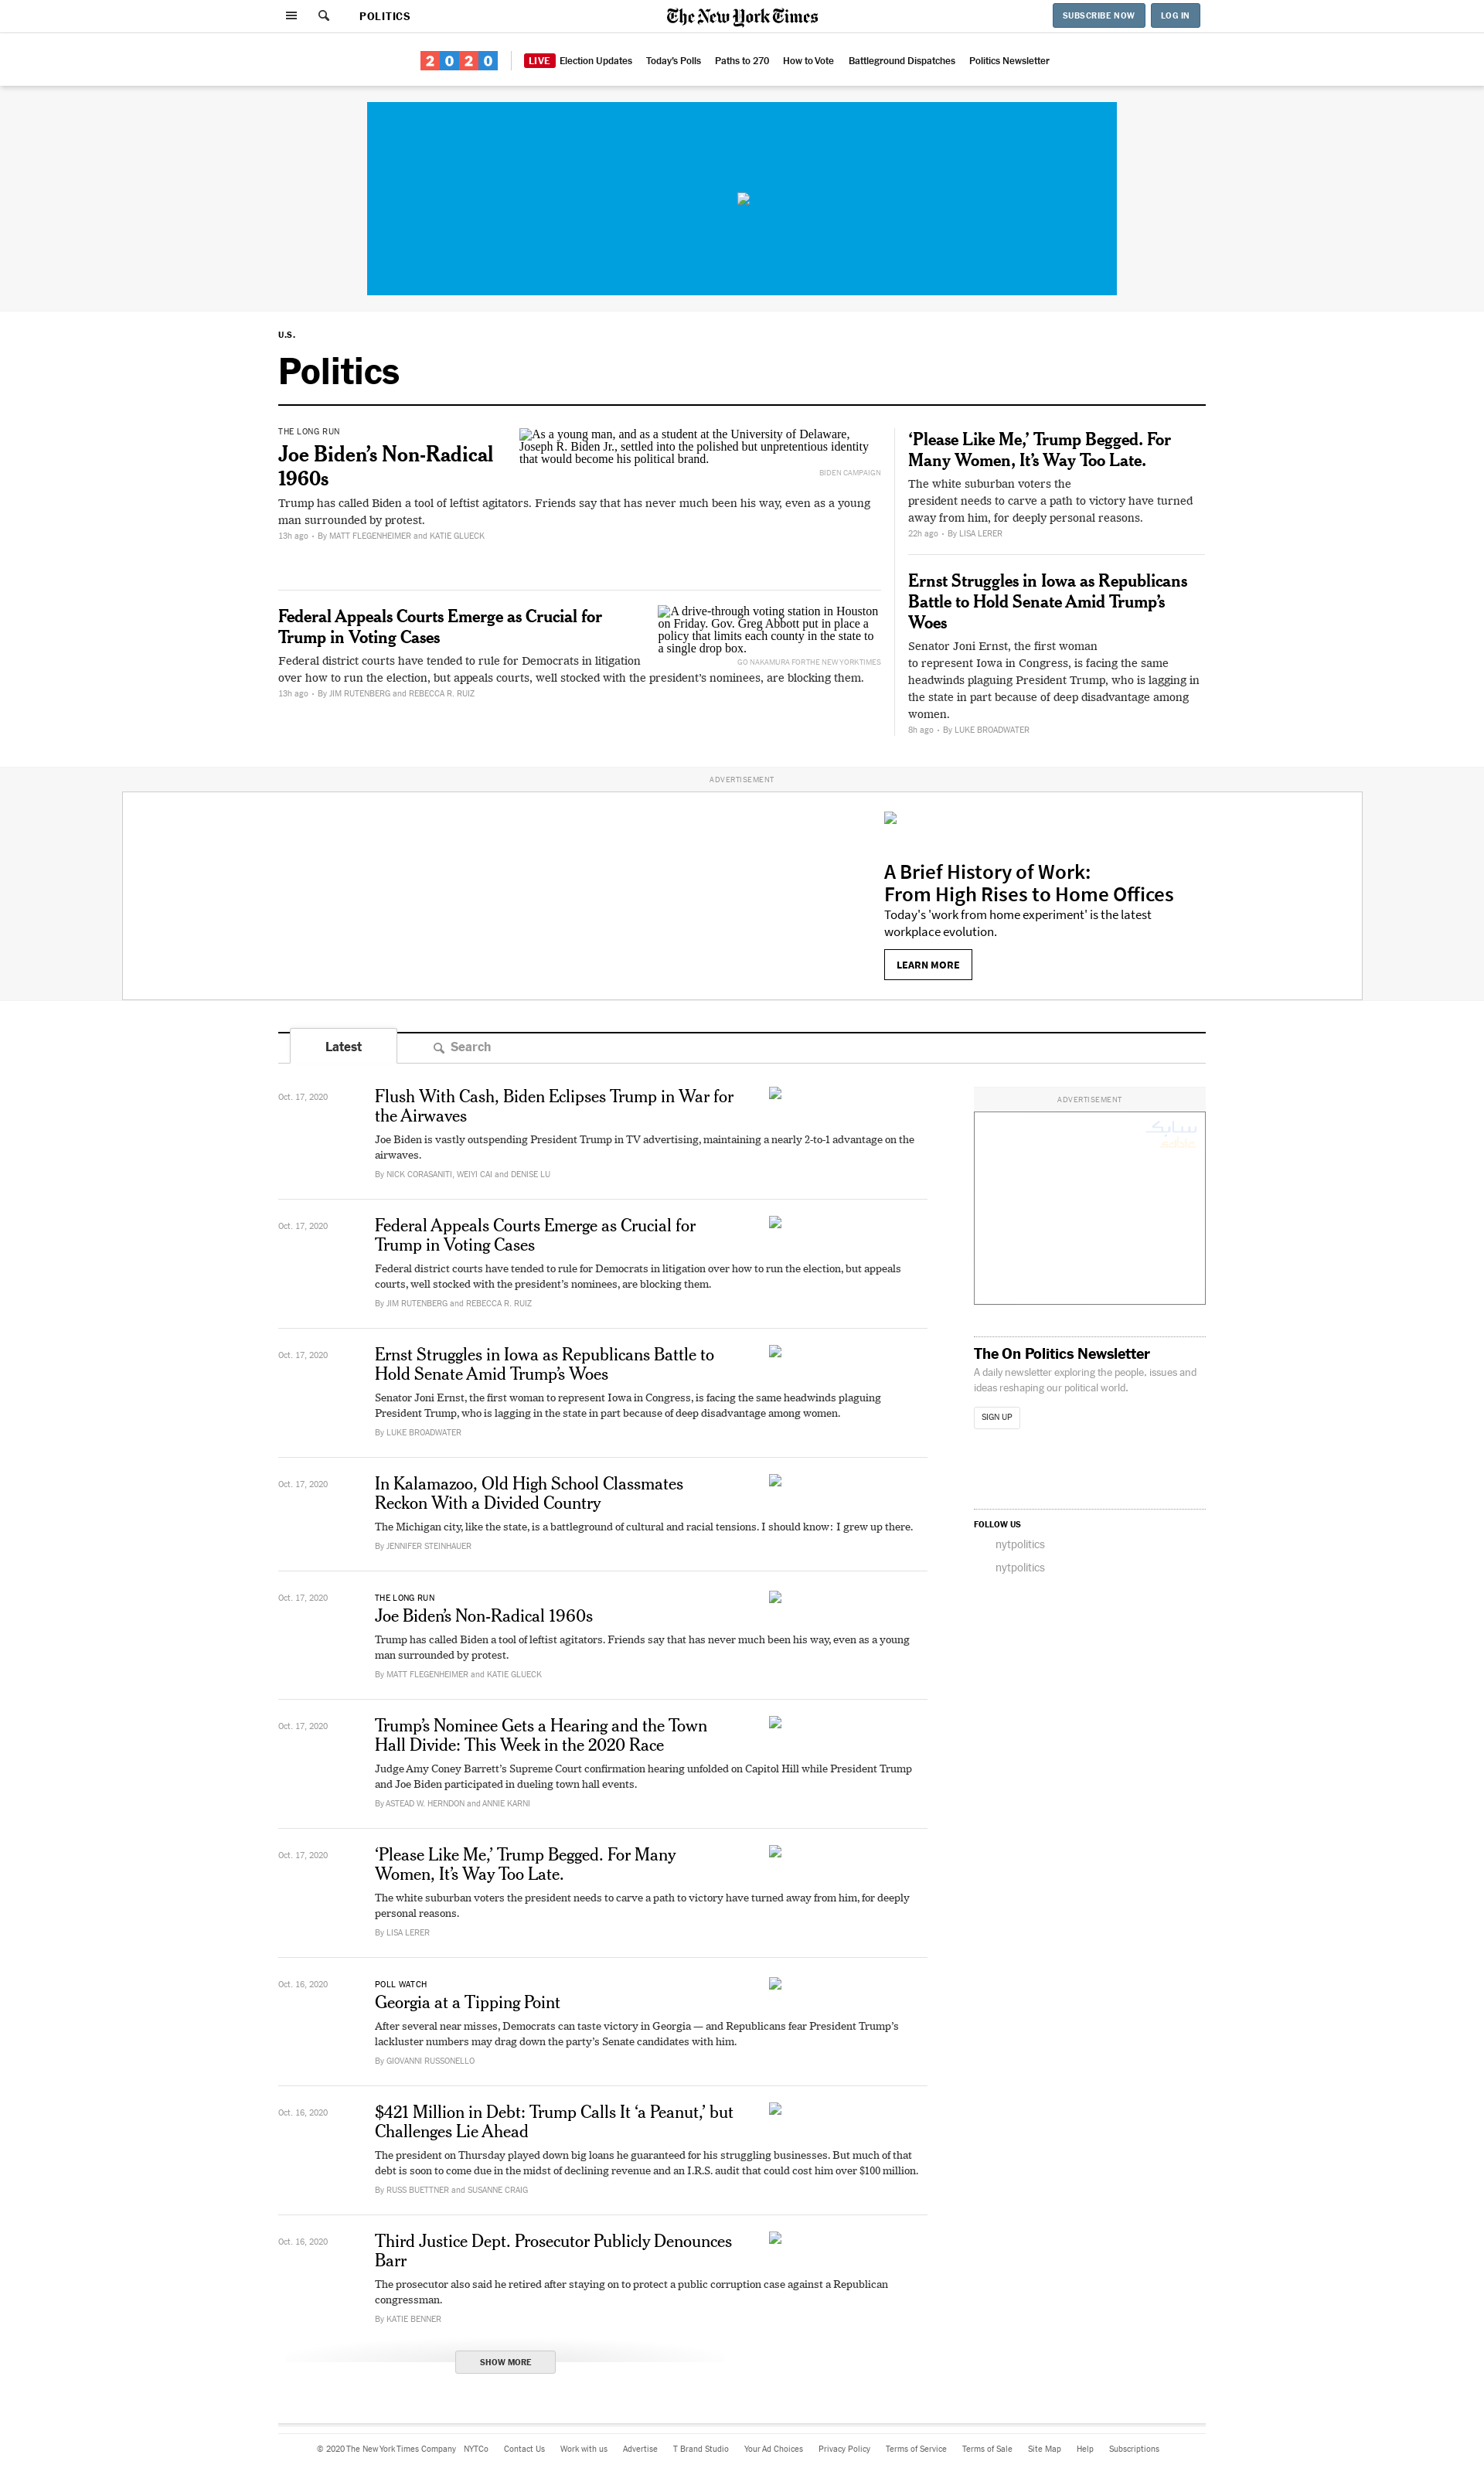 POLITICS
The New York Times
SUBSCRIBE NOW
LOG IN
2020
LIVE Election Updates
Today's Polls
Paths to 270
How to Vote
Battleground Dispatches
Politics Newsletter
U.S.
Politics
THE LONG RUN
Joe Biden’s Non-Radical
1960s
As a young man, and as a student at the University of Delaware,
Joseph R. Biden Jr., settled into the polished but unpretentious identity
that would become his political brand.
BIDEN CAMPAIGN
Trump has called Biden a tool of leftist agitators. Friends say that has never much been his way, even as a young
man surrounded by protest.
13h ago • By MATT FLEGENHEIMER and KATIE GLUECK
Federal Appeals Courts Emerge as Crucial for
Trump in Voting Cases
A drive-through voting station in Houston
on Friday. Gov. Greg Abbott put in place a
policy that limits each county in the state to
a single drop box.
GO NAKAMURA FOR THE NEW YORK TIMES
Federal district courts have tended to rule for Democrats in litigation
over how to run the election, but appeals courts, well stocked with the president’s nominees, are blocking them.
13h ago • By JIM RUTENBERG and REBECCA R. RUIZ
‘Please Like Me,’ Trump Begged. For
Many Women, It’s Way Too Late.
The white suburban voters the
president needs to carve a path to victory have turned
away from him, for deeply personal reasons.
22h ago • By LISA LERER
Ernst Struggles in Iowa as Republicans
Battle to Hold Senate Amid Trump’s
Woes
Senator Joni Ernst, the first woman
to represent Iowa in Congress, is facing the same
headwinds plaguing President Trump, who is lagging in
the state in part because of deep disadvantage among
women.
8h ago • By LUKE BROADWATER
ADVERTISEMENT
A Brief History of Work:
From High Rises to Home Offices
Today's 'work from home experiment' is the latest
workplace evolution.
LEARN MORE
Latest
Search
Oct. 17, 2020
Flush With Cash, Biden Eclipses Trump in War for
the Airwaves
Joe Biden is vastly outspending President Trump in TV advertising, maintaining a nearly 2-to-1 advantage on the
airwaves.
By NICK CORASANITI, WEIYI CAI and DENISE LU
Oct. 17, 2020
Federal Appeals Courts Emerge as Crucial for
Trump in Voting Cases
Federal district courts have tended to rule for Democrats in litigation over how to run the election, but appeals
courts, well stocked with the president’s nominees, are blocking them.
By JIM RUTENBERG and REBECCA R. RUIZ
Oct. 17, 2020
Ernst Struggles in Iowa as Republicans Battle to
Hold Senate Amid Trump’s Woes
Senator Joni Ernst, the first woman to represent Iowa in Congress, is facing the same headwinds plaguing
President Trump, who is lagging in the state in part because of deep disadvantage among women.
By LUKE BROADWATER
Oct. 17, 2020
In Kalamazoo, Old High School Classmates
Reckon With a Divided Country
The Michigan city, like the state, is a battleground of cultural and racial tensions. I should know: I grew up there.
By JENNIFER STEINHAUER
Oct. 17, 2020
THE LONG RUN
Joe Biden’s Non-Radical 1960s
Trump has called Biden a tool of leftist agitators. Friends say that has never much been his way, even as a young
man surrounded by protest.
By MATT FLEGENHEIMER and KATIE GLUECK
Oct. 17, 2020
Trump’s Nominee Gets a Hearing and the Town
Hall Divide: This Week in the 2020 Race
Judge Amy Coney Barrett’s Supreme Court confirmation hearing unfolded on Capitol Hill while President Trump
and Joe Biden participated in dueling town hall events.
By ASTEAD W. HERNDON and ANNIE KARNI
Oct. 17, 2020
‘Please Like Me,’ Trump Begged. For Many
Women, It’s Way Too Late.
The white suburban voters the president needs to carve a path to victory have turned away from him, for deeply
personal reasons.
By LISA LERER
Oct. 16, 2020
POLL WATCH
Georgia at a Tipping Point
After several near misses, Democrats can taste victory in Georgia — and Republicans fear President Trump’s
lackluster numbers may drag down the party’s Senate candidates with him.
By GIOVANNI RUSSONELLO
Oct. 16, 2020
$421 Million in Debt: Trump Calls It ‘a Peanut,’ but
Challenges Lie Ahead
The president on Thursday played down big loans he guaranteed for his struggling businesses. But much of that
debt is soon to come due in the midst of declining revenue and an I.R.S. audit that could cost him over $100 million.
By RUSS BUETTNER and SUSANNE CRAIG
Oct. 16, 2020
Third Justice Dept. Prosecutor Publicly Denounces
Barr
The prosecutor also said he retired after staying on to protect a public corruption case against a Republican
congressman.
By KATIE BENNER
SHOW MORE
ADVERTISEMENT
سابك
sabic
The On Politics Newsletter
A daily newsletter exploring the people, issues and
ideas reshaping our political world.
SIGN UP
FOLLOW US
nytpolitics
nytpolitics
© 2020 The New York Times Company
NYTCo
Contact Us
Work with us
Advertise
T Brand Studio
Your Ad Choices
Privacy Policy
Terms of Service
Terms of Sale
Site Map
Help
Subscriptions